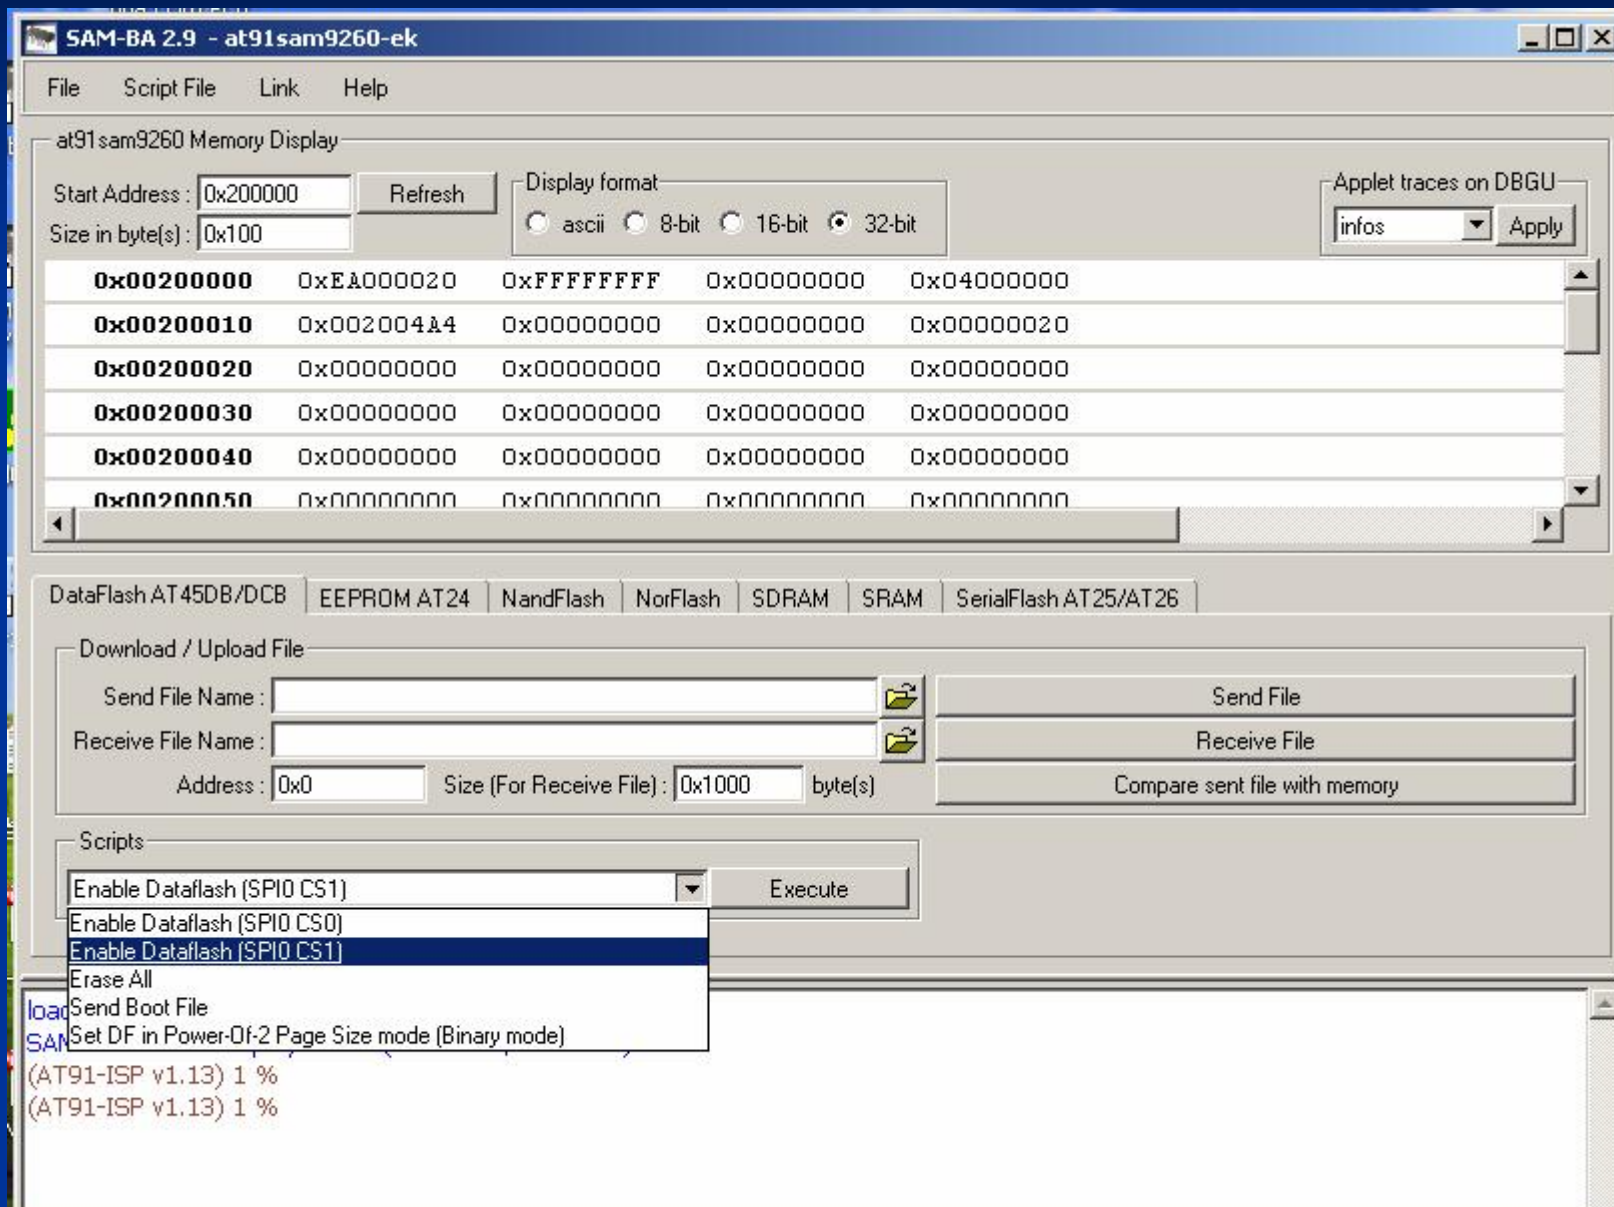 SAM-BA 2.9 - at91sam9260-ek
File Script File Link Help
at91sam9260 Memory Display
Start Address : 0x200000 Refresh
Size in byte(s) : 0x100
Display format
ascii 8-bit 16-bit 32-bit
Applet traces on DBGU
infos Apply
0x00200000 0xEA000020 0xFFFFFFFF 0x00000000 0x04000000
0x00200010 0x002004A4 0x00000000 0x00000000 0x00000020
0x00200020 0x00000000 0x00000000 0x00000000 0x00000000
0x00200030 0x00000000 0x00000000 0x00000000 0x00000000
0x00200040 0x00000000 0x00000000 0x00000000 0x00000000
0x00200050 0x00000000 0x00000000 0x00000000 0x00000000
DataFlash AT45DB/DCB EEPROM AT24 NandFlash NorFlash SDRAM SRAM SerialFlash AT25/AT26
Download / Upload File
Send File Name : Send File
Receive File Name : Receive File
Address : 0x0 Size (For Receive File) : 0x1000 byte(s) Compare sent file with memory
Scripts
Enable Dataflash (SPI0 CS1) Execute
Enable Dataflash (SPI0 CS0)
Enable Dataflash (SPI0 CS1)
Erase All
Send Boot File
Set DF in Power-Of-2 Page Size mode (Binary mode)
(AT91-ISP v1.13) 1 %
(AT91-ISP v1.13) 1 %